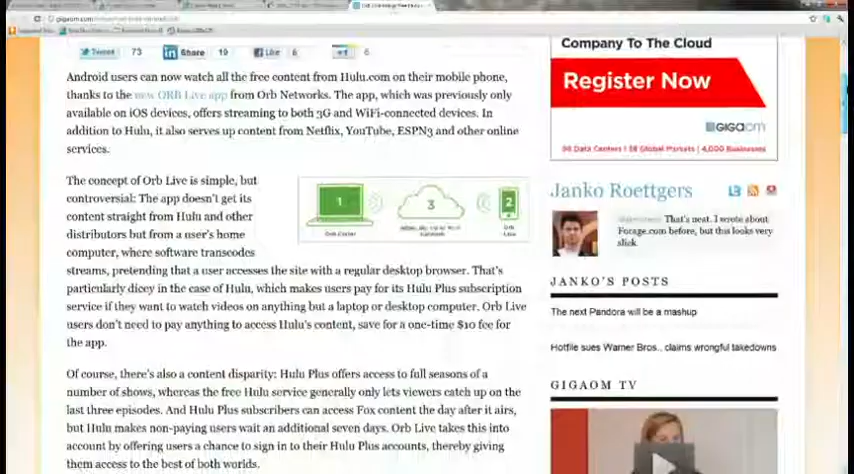 gigaom.com
Tweet 73 Share 19 Like 6 +1 6
Android users can now watch all the free content from Hulu.com on their mobile phone,
thanks to the new ORB Live app from Orb Networks. The app, which was previously only
available on iOS devices, offers streaming to both 3G and WiFi-connected devices. In
addition to Hulu, it also serves up content from Netflix, YouTube, ESPN3 and other online
services.
The concept of Orb Live is simple, but
controversial: The app doesn't get its
content straight from Hulu and other
distributors but from a user's home
computer, where software transcodes
streams, pretending that a user accesses the site with a regular desktop browser. That's
particularly dicey in the case of Hulu, which makes users pay for its Hulu Plus subscription
service if they want to watch videos on anything but a laptop or desktop computer. Orb Live
users don't need to pay anything to access Hulu's content, save for a one-time $10 fee for
the app.
1
3
2
Orb Live
Of course, there's also a content disparity: Hulu Plus offers access to full seasons of a
number of shows, whereas the free Hulu service generally only lets viewers catch up on the
last three episodes. And Hulu Plus subscribers can access Fox content the day after it airs,
but Hulu makes non-paying users wait an additional seven days. Orb Live takes this into
account by offering users a chance to sign in to their Hulu Plus accounts, thereby giving
them access to the best of both worlds.
Company To The Cloud
Register Now
GIGAOM
98 Data Centers | 38 Global Markets | 4,000 Businesses
Janko Roettgers
That's neat. I wrote about
Forage.com before, but this looks very
slick
JANKO'S POSTS
The next Pandora will be a mashup
Hotfile sues Warner Bros., claims wrongful takedowns
GIGAOM TV